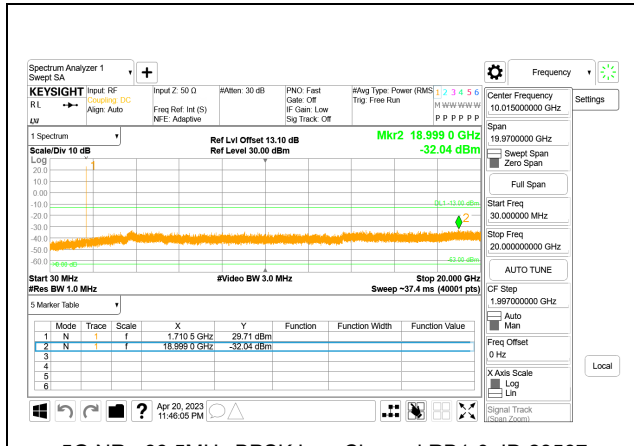 Spectrum Analyzer 1
Swept SA
+
Frequency
KEYSIGHT
Input: RF
Coupling: DC
Align: Auto
Input Z: 50 Ω
Freq Ref: Int (S)
NFE: Adaptive
#Atten: 30 dB
PNO: Fast
Gate: Off
IF Gain: Low
Sig Track: Off
#Avg Type: Power (RMS
Trig: Free Run
1 2 3 4 5 6
M W W W W W
P P P P P P
R L
LXI
Center Frequency
10.015000000 GHz
Settings
1 Spectrum
Ref Lvl Offset 13.10 dB
Mkr2 18.999 0 GHz
Scale/Div 10 dB
Ref Level 30.00 dBm
-32.04 dBm
Span
19.9700000 GHz
Swept Span
Zero Span
Log
20.0
10.0
0.00
-10.0
-20.0
-30.0
-40.0
-50.0
-60.0
1
DL1 -13.00 dBm
2
Full Span
Start Freq
30.000000 MHz
Stop Freq
20.000000000 GHz
AUTO TUNE
Start 30 MHz
#Video BW 3.0 MHz
Stop 20.000 GHz
#Res BW 1.0 MHz
Sweep ~37.4 ms (40001 pts)
CF Step
1.997000000 GHz
Auto
Man
5 Marker Table
Mode Trace Scale X Y Function Function Width Function Value
1 N 1 f 1.710 5 GHz 29.71 dBm
2 N 1 f 18.999 0 GHz -32.04 dBm
3
4
5
6
Freq Offset
0 Hz
X Axis Scale
Log
Lin
Local
Signal Track
(Span Zoom)
?
Apr 20, 2023
11:46:05 PM